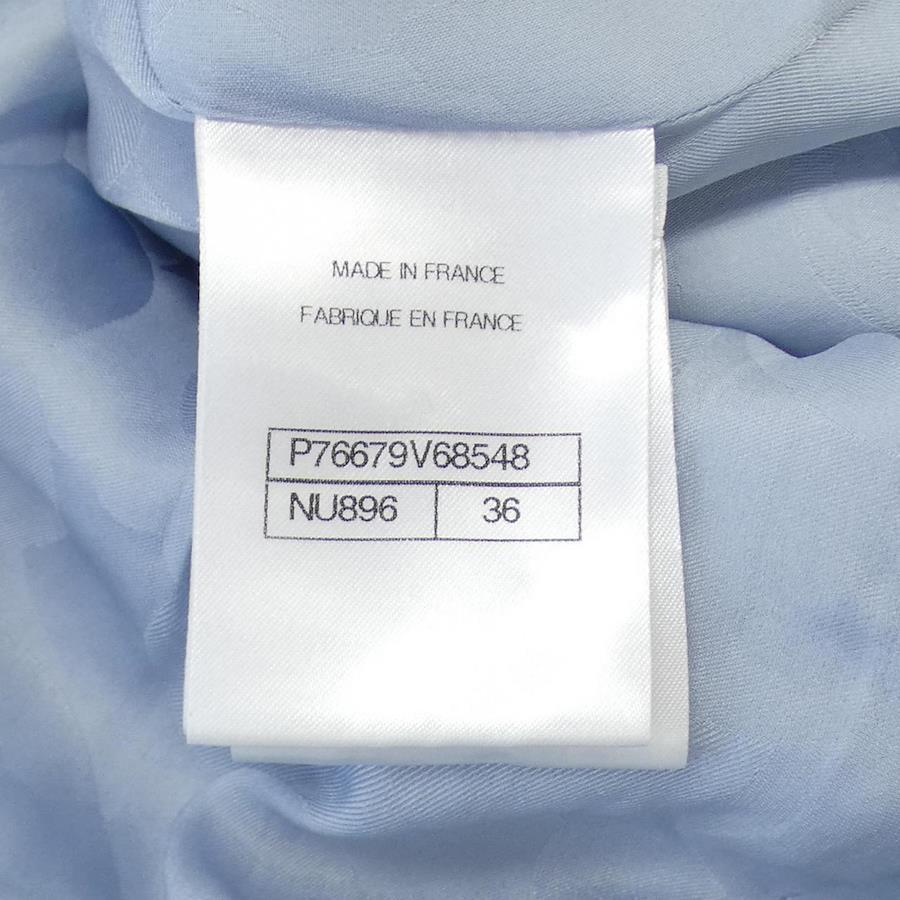 MADE IN FRANCE
FABRIQUE EN FRANCE
P76679V68548
NU896 36